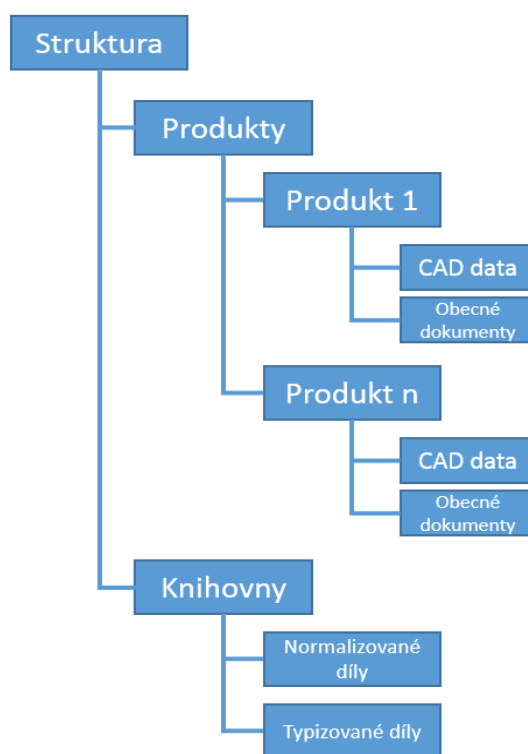 Struktura
Produkty
Produkt 1
CAD data
Obecné
dokumenty
Produkt n
CAD data
Obecné
dokumenty
Knihovny
Normalizované
díly
Typizované díly